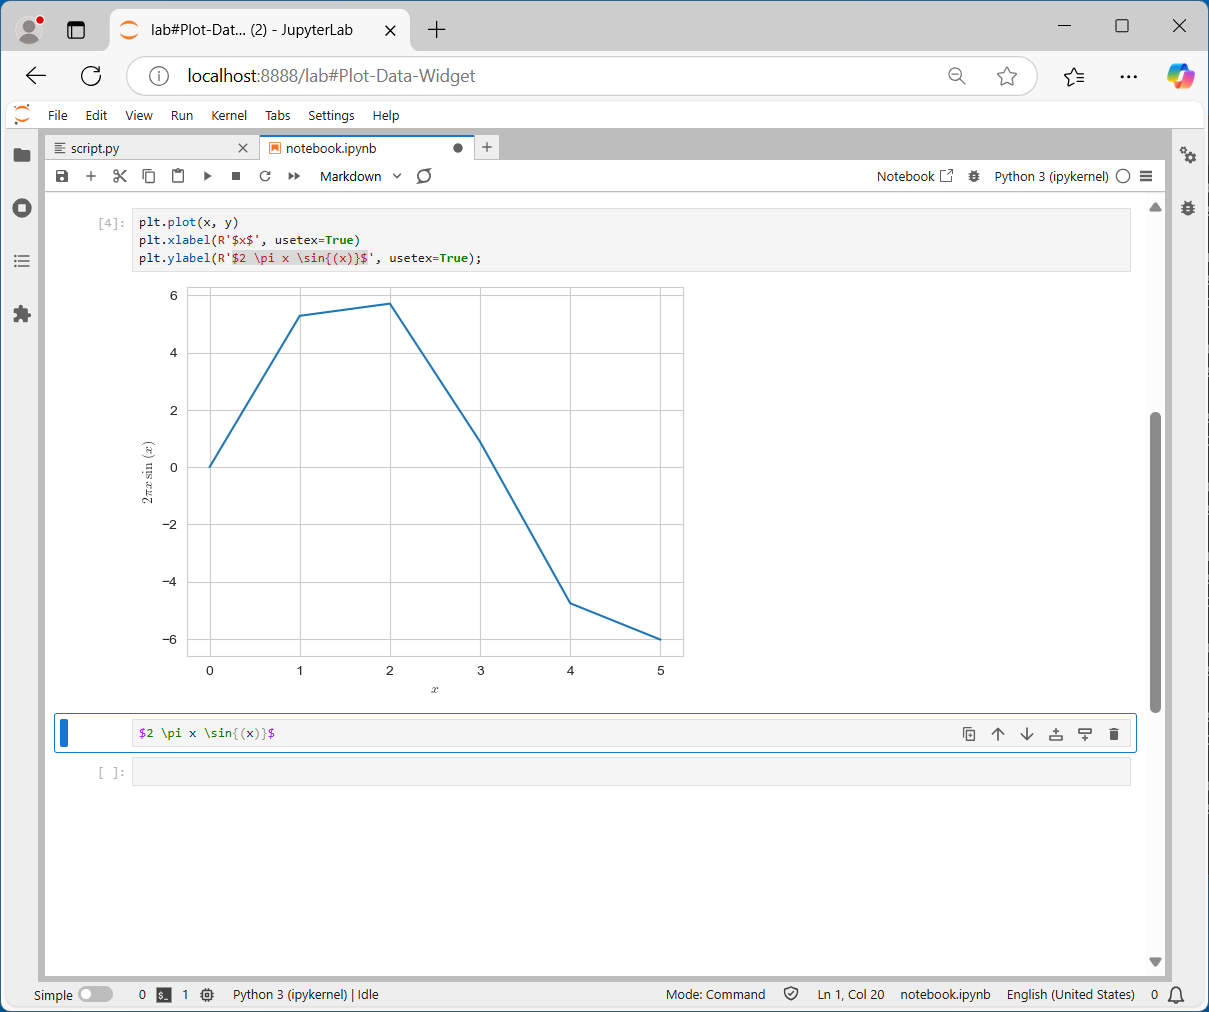 lab#Plot-Dat... (2) - JupyterLab
localhost:8888/lab#Plot-Data-Widget
File Edit View Run Kernel Tabs Settings Help
script.py notebook.ipynb
Markdown Notebook Python 3 (ipykernel)
[4]: plt.plot(x, y)
plt.xlabel(R'$x$', usetex=True)
plt.ylabel(R'$2 \pi x \sin{(x)}$', usetex=True);
6
4
2
0
−2
−4
−6
2πx sin (x)
0 1 2 3 4 5
x
$2 \pi x \sin{(x)}$
[ ]:
Simple 0 $_ 1 Python 3 (ipykernel) | Idle Mode: Command Ln 1, Col 20 notebook.ipynb English (United States) 0